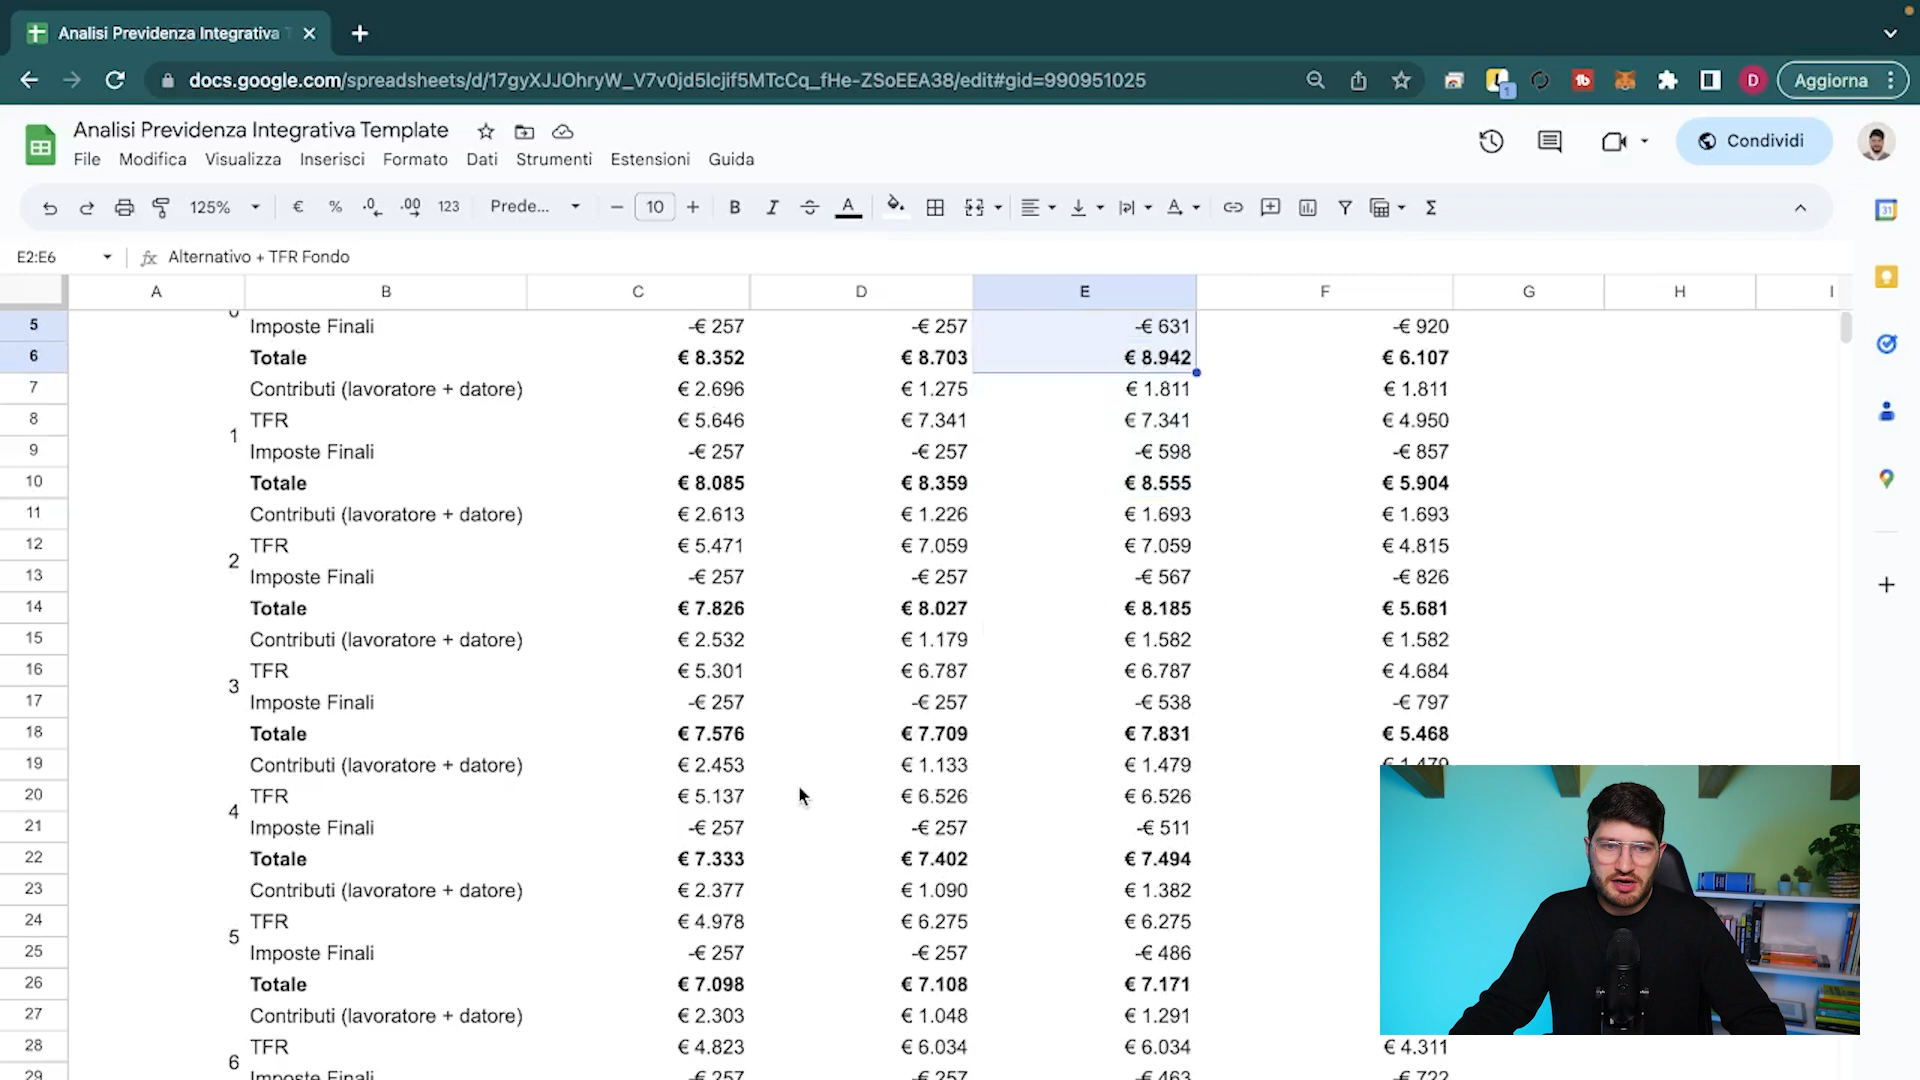 Analisi Previdenza Integrativa
docs.google.com/spreadsheets/d/17gyXJJOhryW_V7v0jd5lcjif5MTcCq_fHe-ZSoEEA38/edit#gid=990951025
1
tb
D
Aggiorna
Analisi Previdenza Integrativa Template
File Modifica Visualizza Inserisci Formato Dati Strumenti Estensioni Guida
Condividi
125% € % .0 .00 123 Prede... − 10 + B I A Σ
31
E2:E6 fx Alternativo + TFR Fondo
A B C D E F G H I
5 Imposte Finali -€ 257 -€ 257 -€ 631 -€ 920
6 Totale € 8.352 € 8.703 € 8.942 € 6.107
7 Contributi (lavoratore + datore) € 2.696 € 1.275 € 1.811 € 1.811
8 TFR € 5.646 € 7.341 € 7.341 € 4.950
1
9 Imposte Finali -€ 257 -€ 257 -€ 598 -€ 857
10 Totale € 8.085 € 8.359 € 8.555 € 5.904
11 Contributi (lavoratore + datore) € 2.613 € 1.226 € 1.693 € 1.693
12 TFR € 5.471 € 7.059 € 7.059 € 4.815
2
13 Imposte Finali -€ 257 -€ 257 -€ 567 -€ 826
14 Totale € 7.826 € 8.027 € 8.185 € 5.681
15 Contributi (lavoratore + datore) € 2.532 € 1.179 € 1.582 € 1.582
16 TFR € 5.301 € 6.787 € 6.787 € 4.684
3
17 Imposte Finali -€ 257 -€ 257 -€ 538 -€ 797
18 Totale € 7.576 € 7.709 € 7.831 € 5.468
19 Contributi (lavoratore + datore) € 2.453 € 1.133 € 1.479 € 1.479
20 TFR € 5.137 € 6.526 € 6.526
4
21 Imposte Finali -€ 257 -€ 257 -€ 511
22 Totale € 7.333 € 7.402 € 7.494
23 Contributi (lavoratore + datore) € 2.377 € 1.090 € 1.382
24 TFR € 4.978 € 6.275 € 6.275
5
25 Imposte Finali -€ 257 -€ 257 -€ 486
26 Totale € 7.098 € 7.108 € 7.171
27 Contributi (lavoratore + datore) € 2.303 € 1.048 € 1.291
28 TFR € 4.823 € 6.034 € 6.034 € 4.311
6
29 Imposte Finali -€ 257 -€ 257 -€ 463 -€ 722